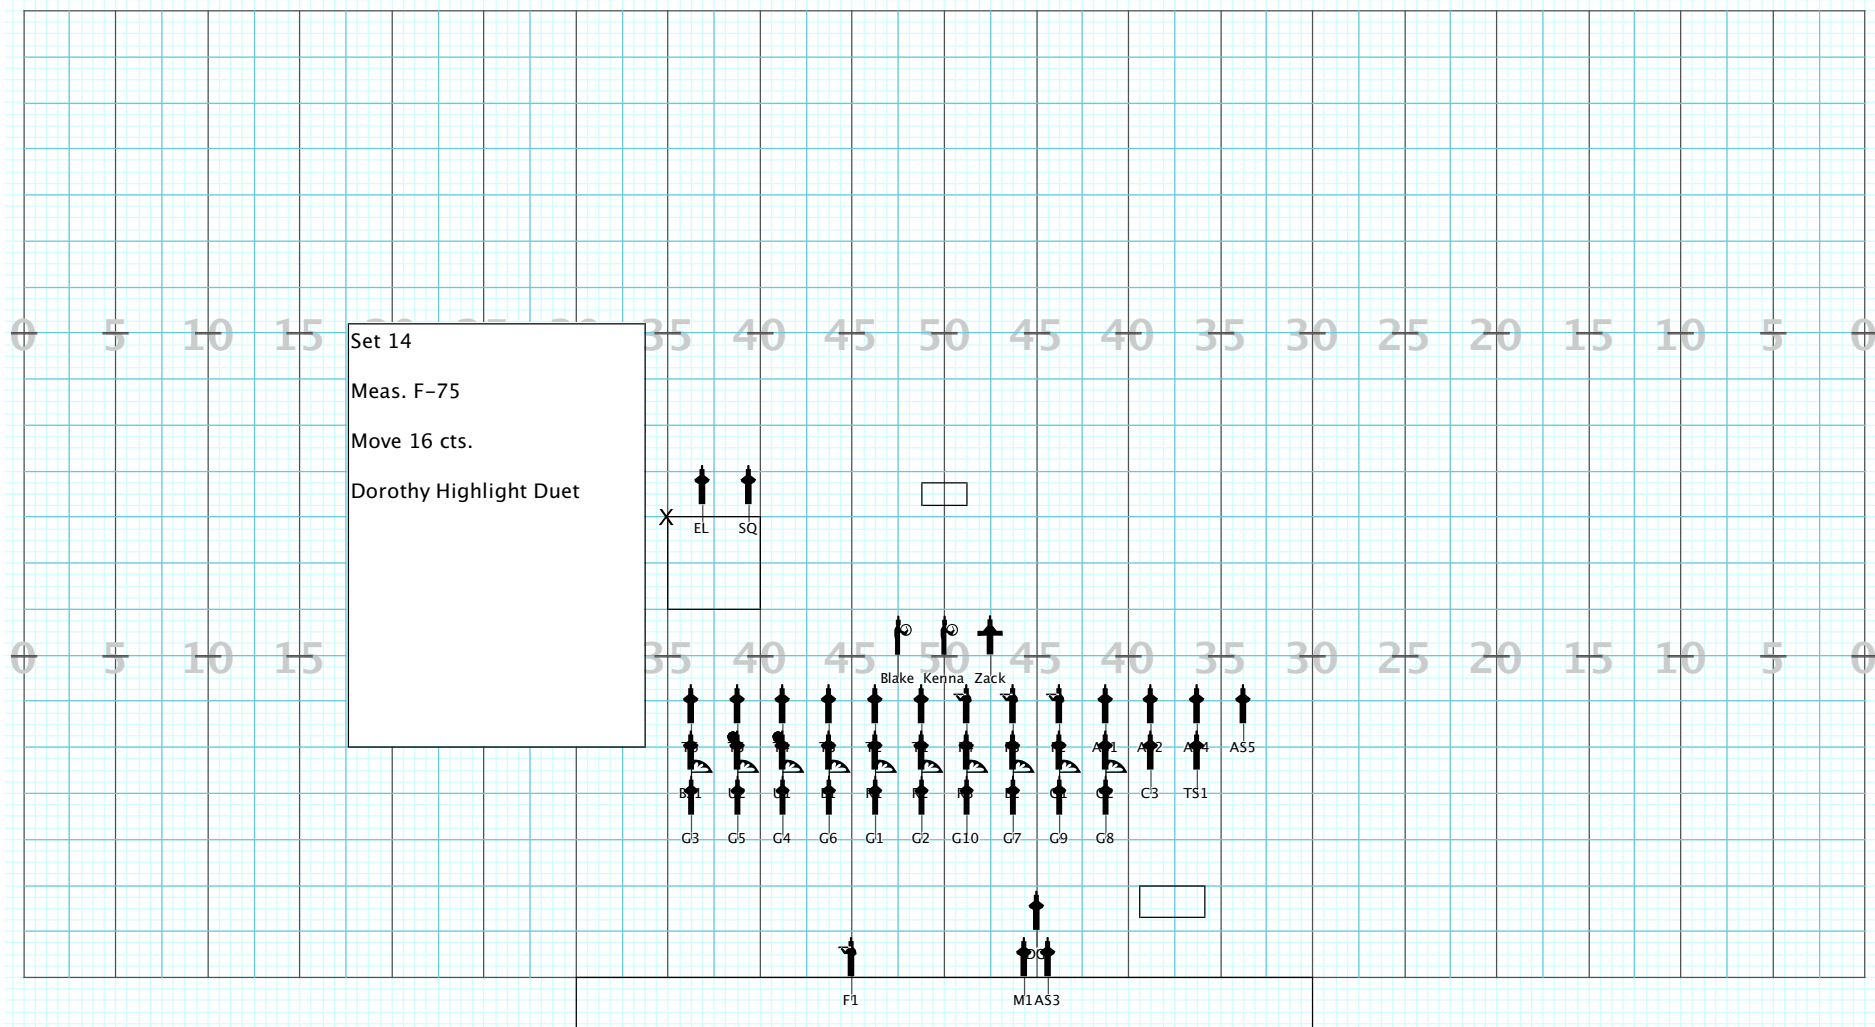 0 5 10 15 35 40 45 50 45 40 35 30 25 20 15 10 5 0
Set 14
Meas. F-75
Move 16 cts.
Dorothy Highlight Duet
X
EL SQ
0 5 10 15 35 40 45 50 45 40 35 30 25 20 15 10 5 0
Blake Kenna Zack
AS5
C3 TS1
G3 G5 G4 G6 G1 G2 G10 G7 G9 G8
F1 M1 AS3